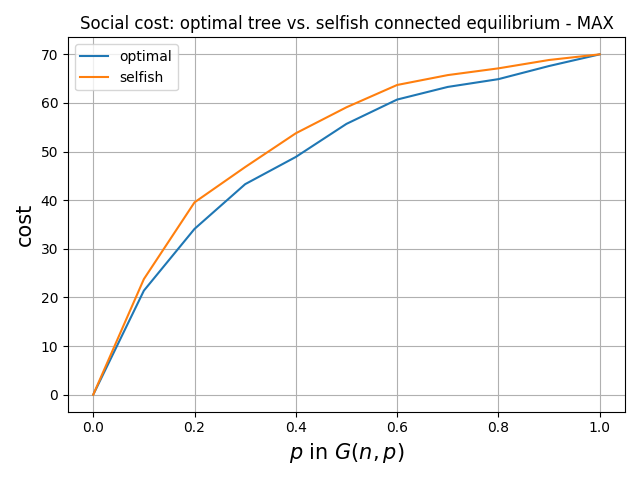 Social cost: optimal tree vs. selfish connected equilibrium - MAX
optimal
selfish
cost
70
60
50
40
30
20
10
0
0.0 0.2 0.4 0.6 0.8 1.0
p in G(n, p)